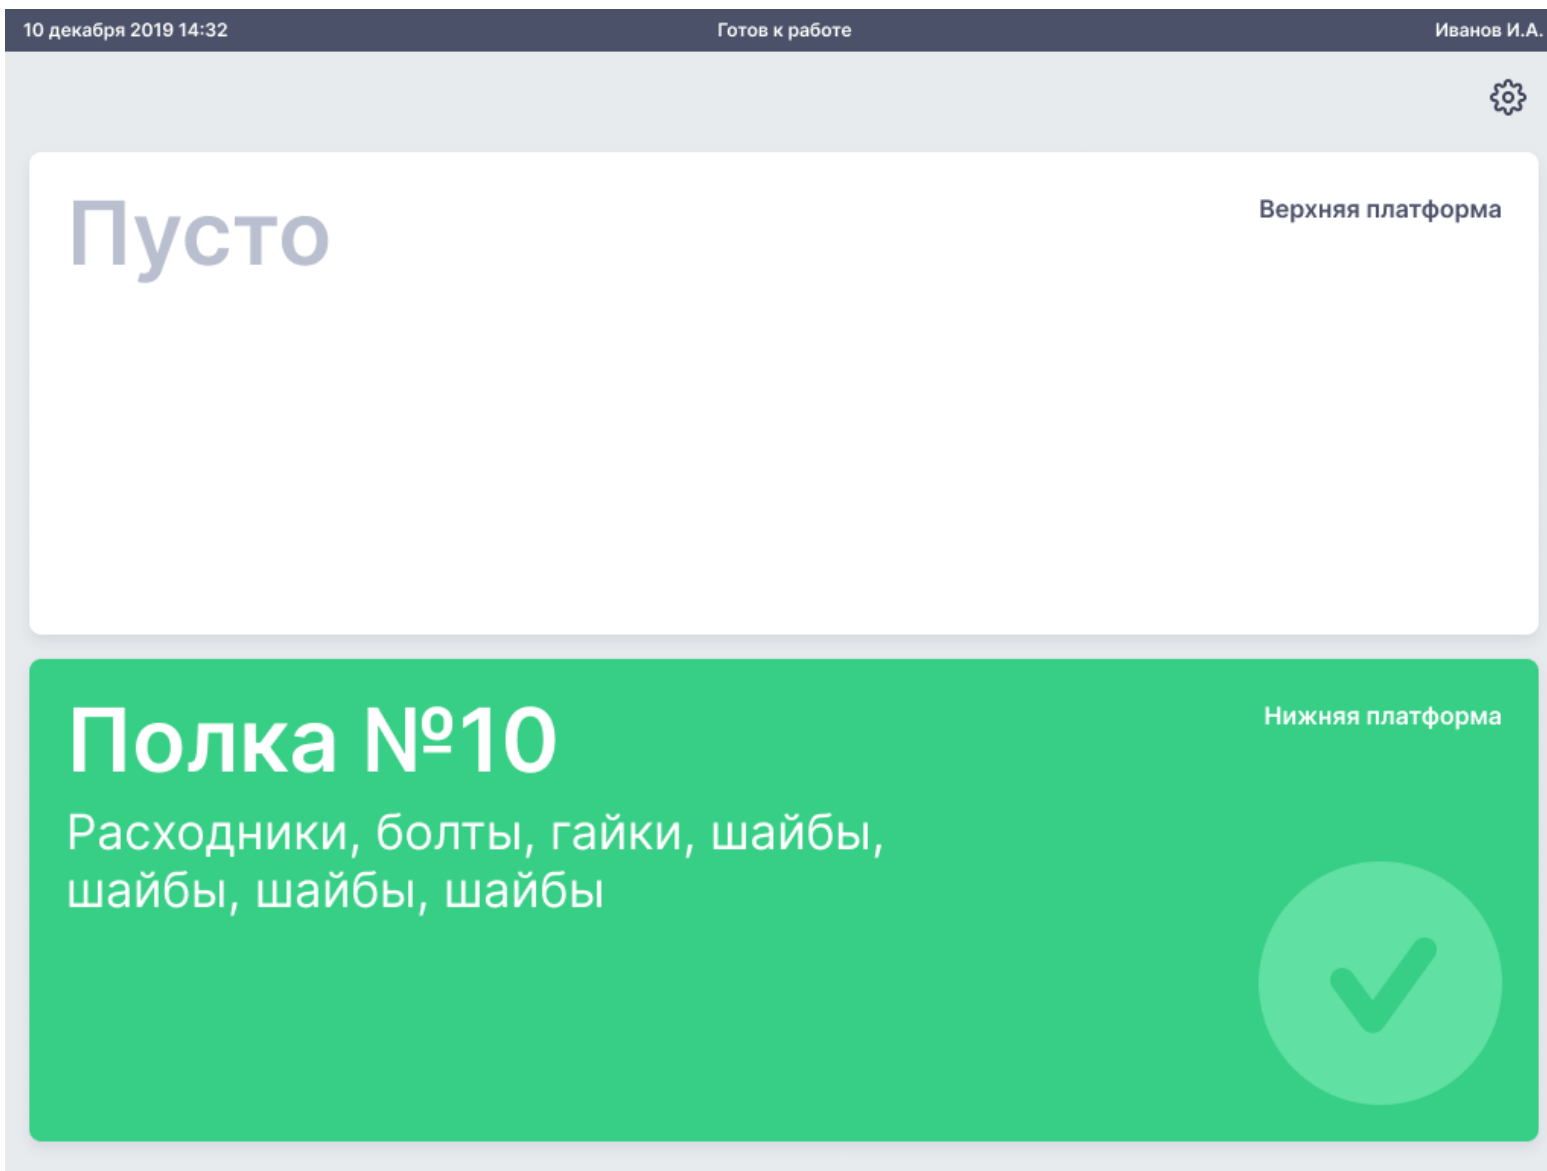 10 декабря 2019 14:32
Готов к работе
Иванов И.А.
Пусто
Верхняя платформа
Полка №10
Нижняя платформа
Расходники, болты, гайки, шайбы,
шайбы, шайбы, шайбы